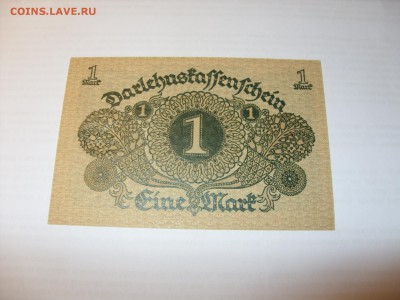 COINS.LAVE.RU
1 Mark
1 Mark
Darlehnskassenschein
1 1 1
Eine Mark